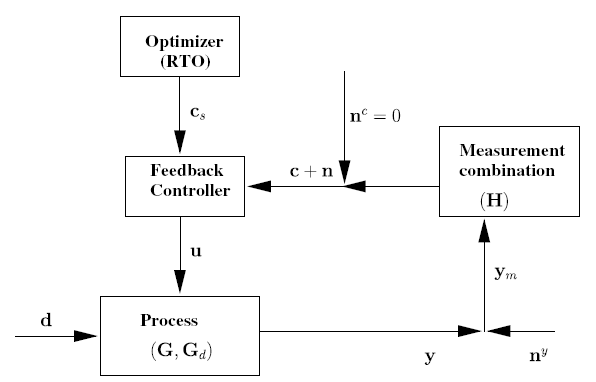 Optimizer
(RTO)
c_s
n^c = 0
Feedback
Controller
c + n
Measurement
combination
(H)
u
y_m
d
Process
(G, G_d)
y
n^y